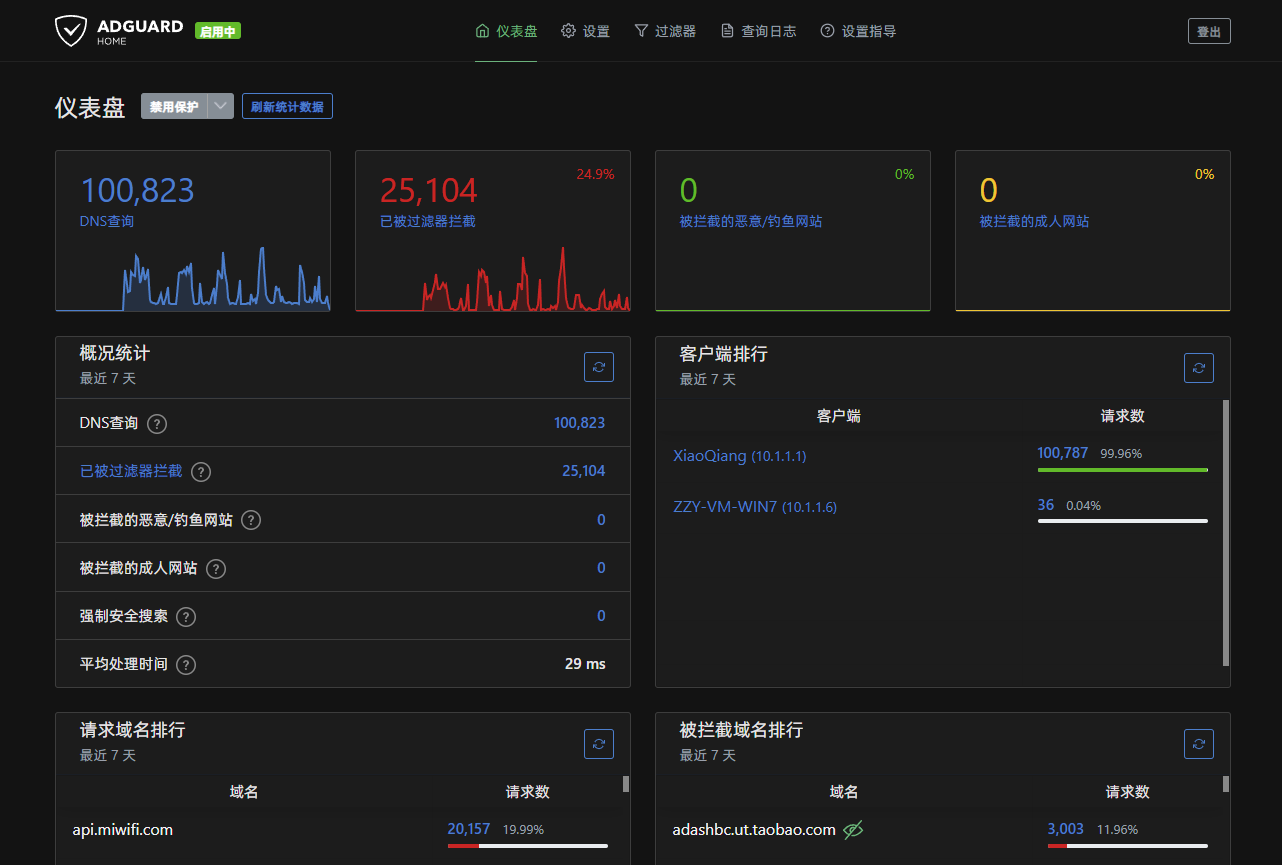 ADGUARD
HOME
启用中
仪表盘
设置
过滤器
查询日志
设置指导
登出
仪表盘
禁用保护
刷新统计数据
100,823
DNS查询
24.9%
25,104
已被过滤器拦截
0%
0
被拦截的恶意/钓鱼网站
0%
0
被拦截的成人网站
概况统计
最近 7 天
DNS查询 ? 100,823
已被过滤器拦截 ? 25,104
被拦截的恶意/钓鱼网站 ? 0
被拦截的成人网站 ? 0
强制安全搜索 ? 0
平均处理时间 ? 29 ms
客户端排行
最近 7 天
客户端 请求数
XiaoQiang (10.1.1.1) 100,787 99.96%
ZZY-VM-WIN7 (10.1.1.6) 36 0.04%
请求域名排行
最近 7 天
域名 请求数
api.miwifi.com 20,157 19.99%
被拦截域名排行
最近 7 天
域名 请求数
adashbc.ut.taobao.com 3,003 11.96%